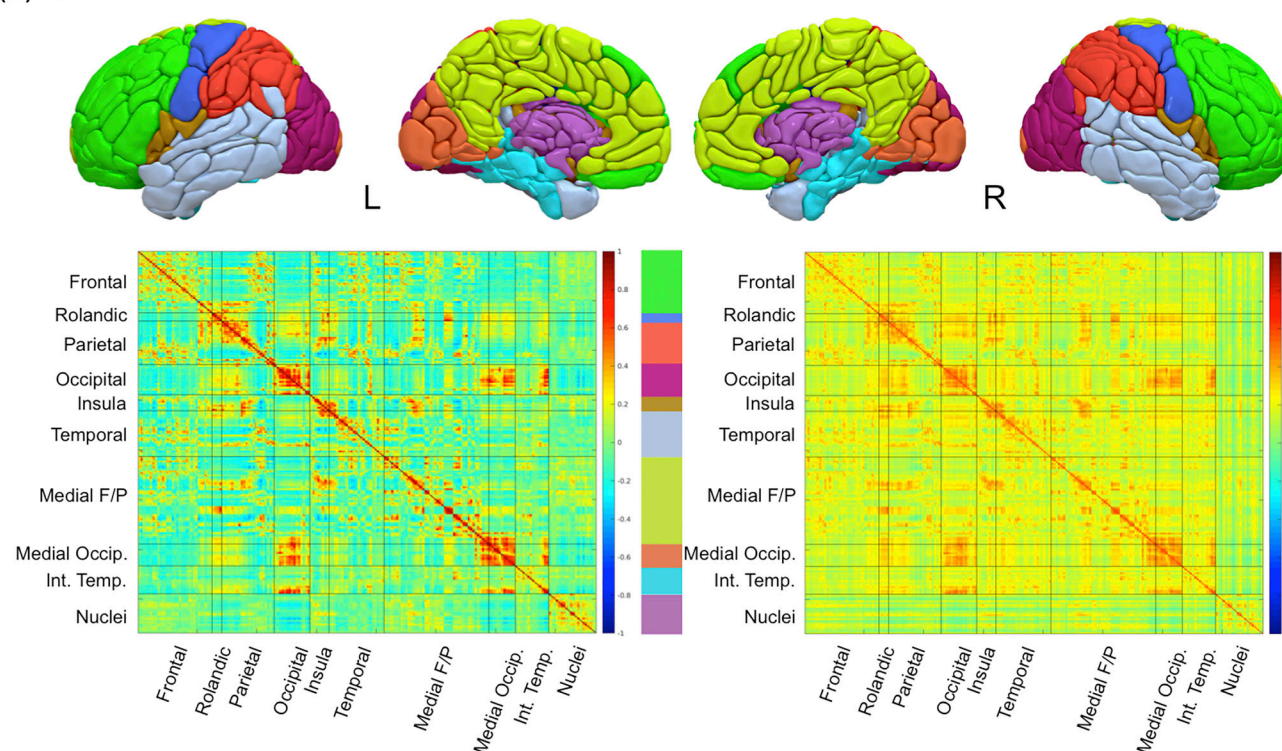 L
R
Frontal
Rolandic
Parietal
Occipital
Insula
Temporal
Medial F/P
Medial Occip.
Int. Temp.
Nuclei
1
0.8
0.6
0.4
0.2
0
-0.2
-0.4
-0.6
-0.8
-1
Frontal
Rolandic
Parietal
Occipital
Insula
Temporal
Medial F/P
Medial Occip.
Int. Temp.
Nuclei
Frontal
Rolandic
Parietal
Occipital
Insula
Temporal
Medial F/P
Medial Occip.
Int. Temp.
Nuclei
Frontal
Rolandic
Parietal
Occipital
Insula
Temporal
Medial F/P
Medial Occip.
Int. Temp.
Nuclei